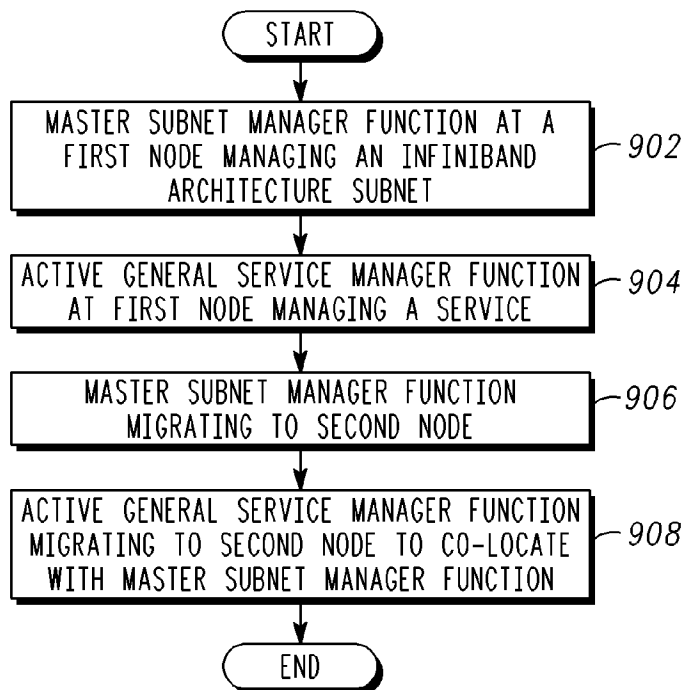 START
MASTER SUBNET MANAGER FUNCTION AT A
FIRST NODE MANAGING AN INFINIBAND
ARCHITECTURE SUBNET
902
ACTIVE GENERAL SERVICE MANAGER FUNCTION
AT FIRST NODE MANAGING A SERVICE
904
MASTER SUBNET MANAGER FUNCTION
MIGRATING TO SECOND NODE
906
ACTIVE GENERAL SERVICE MANAGER FUNCTION
MIGRATING TO SECOND NODE TO CO-LOCATE
WITH MASTER SUBNET MANAGER FUNCTION
908
END